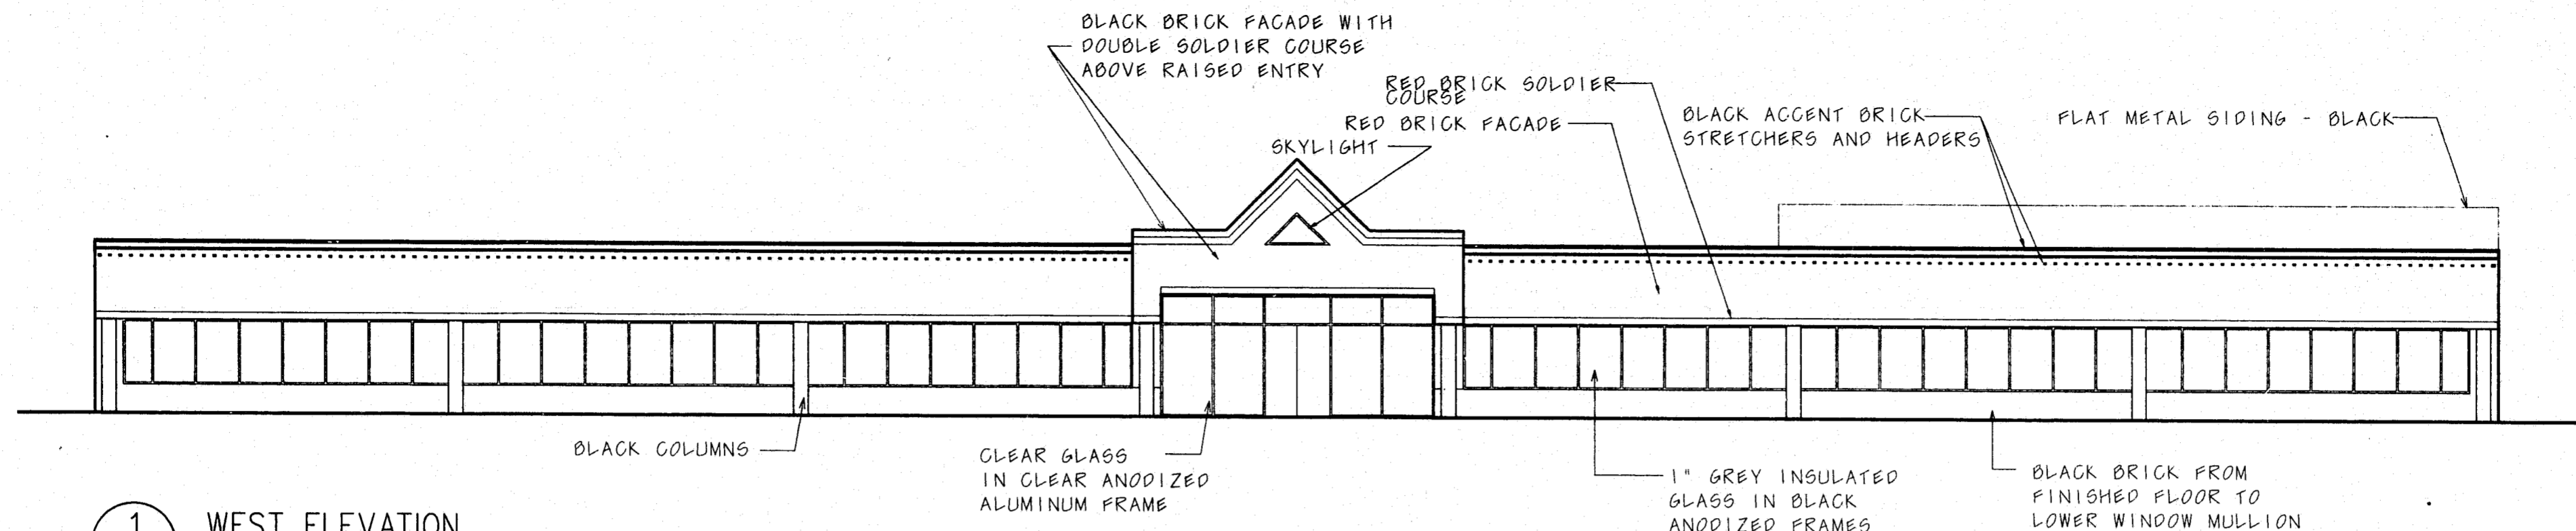 BLACK BRICK FACADE WITH
DOUBLE SOLDIER COURSE
ABOVE RAISED ENTRY
RED BRICK SOLDIER
COURSE
RED BRICK FACADE
SKYLIGHT
BLACK ACCENT BRICK
STRETCHERS AND HEADERS
FLAT METAL SIDING - BLACK
BLACK COLUMNS
CLEAR GLASS
IN CLEAR ANODIZED
ALUMINUM FRAME
1" GREY INSULATED
GLASS IN BLACK
ANODIZED FRAMES
BLACK BRICK FROM
FINISHED FLOOR TO
LOWER WINDOW MULLION
1
WEST ELEVATION